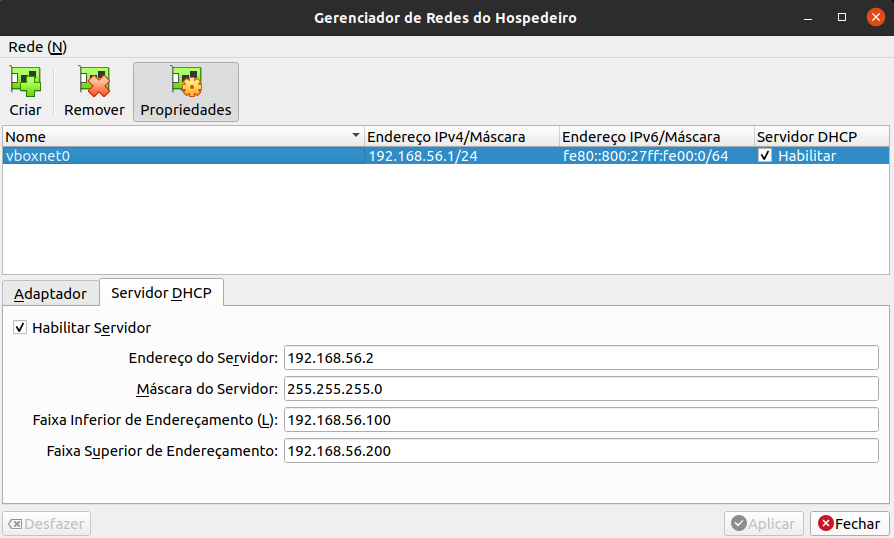 Gerenciador de Redes do Hospedeiro
Rede (N)
Criar Remover Propriedades
Nome Endereço IPv4/Máscara Endereço IPv6/Máscara Servidor DHCP
vboxnet0 192.168.56.1/24 fe80::800:27ff:fe00:0/64 Habilitar
Adaptador Servidor DHCP
Habilitar Servidor
Endereço do Servidor: 192.168.56.2
Máscara do Servidor: 255.255.255.0
Faixa Inferior de Endereçamento (L): 192.168.56.100
Faixa Superior de Endereçamento: 192.168.56.200
Desfazer Aplicar Fechar